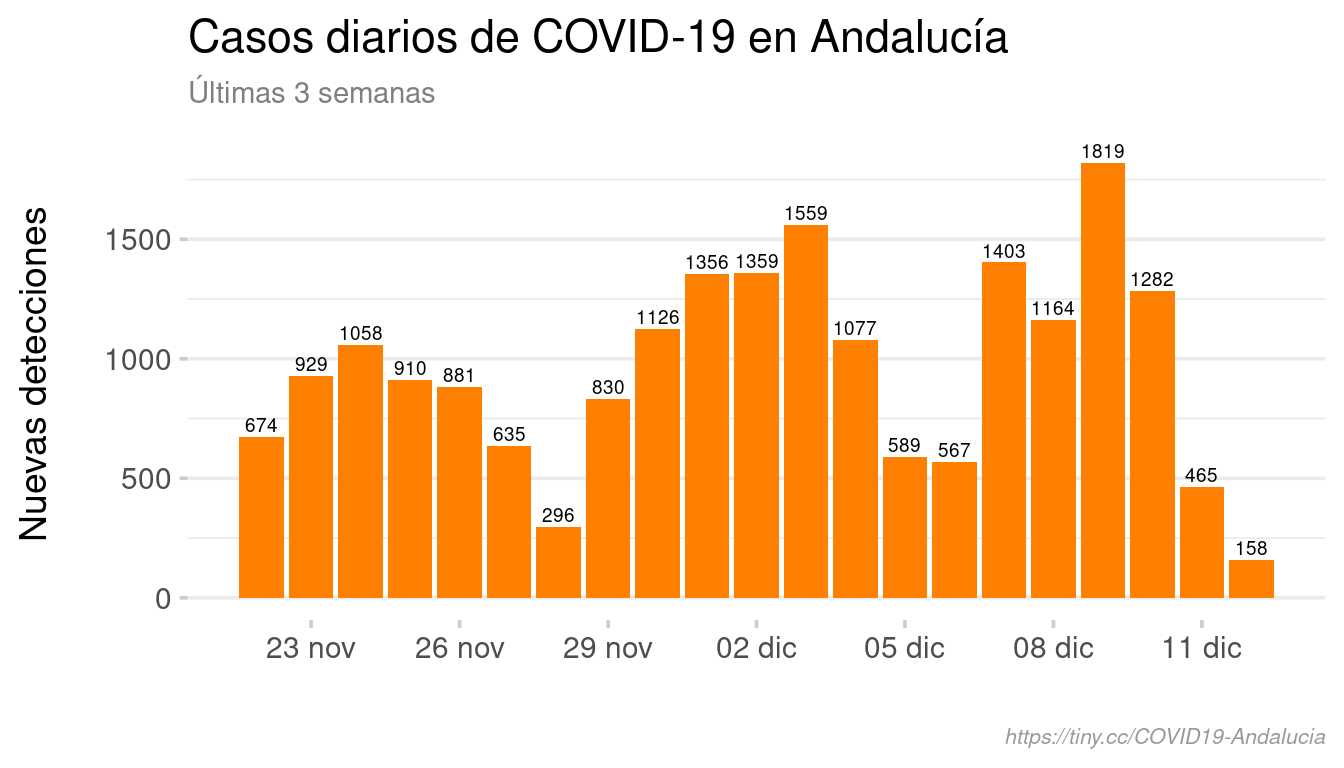 Casos diarios de COVID-19 en Andalucía
Últimas 3 semanas
Nuevas detecciones
1500
1000
500
0
674
929
1058
910
881
635
296
830
1126
1356
1359
1559
1077
589
567
1403
1164
1819
1282
465
158
23 nov
26 nov
29 nov
02 dic
05 dic
08 dic
11 dic
https://tiny.cc/COVID19-Andalucia